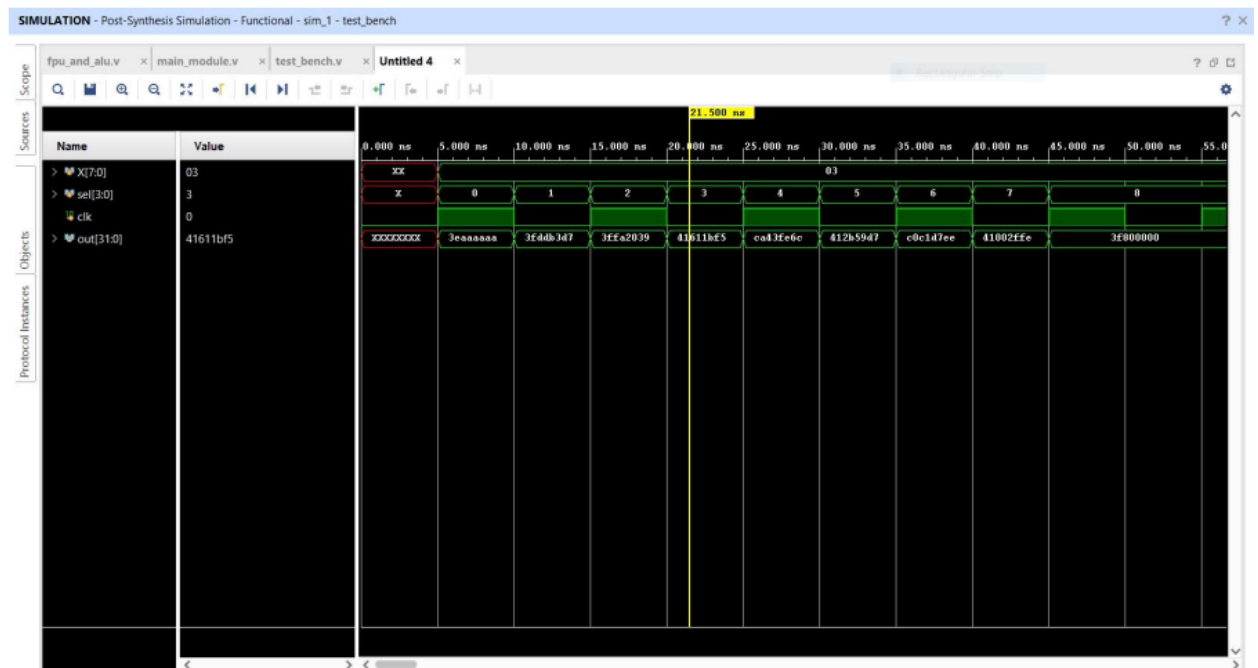 SIMULATION - Post-Synthesis Simulation - Functional - sim_1 - test_bench ? ×
Scope
Sources
Objects
Protocol Instances
fpu_and_alu.v × main_module.v × test_bench.v × Untitled 4 × ?
Rectangular Snip
21.500 ns
Name Value 0.000 ns 5.000 ns 10.000 ns 15.000 ns 20.000 ns 25.000 ns 30.000 ns 35.000 ns 40.000 ns 45.000 ns 50.000 ns 55.0
> X[7:0] 03 XX 03
> sel[3:0] 3 X 0 1 2 3 4 5 6 7 8
clk 0
> out[31:0] 41611bf5 XXXXXXXX 3eaaaaaa 3fddb3d7 3ffa2039 41611bf5 ca43fe6c 412b59d7 c0c1d7ee 41002ffe 3f800000